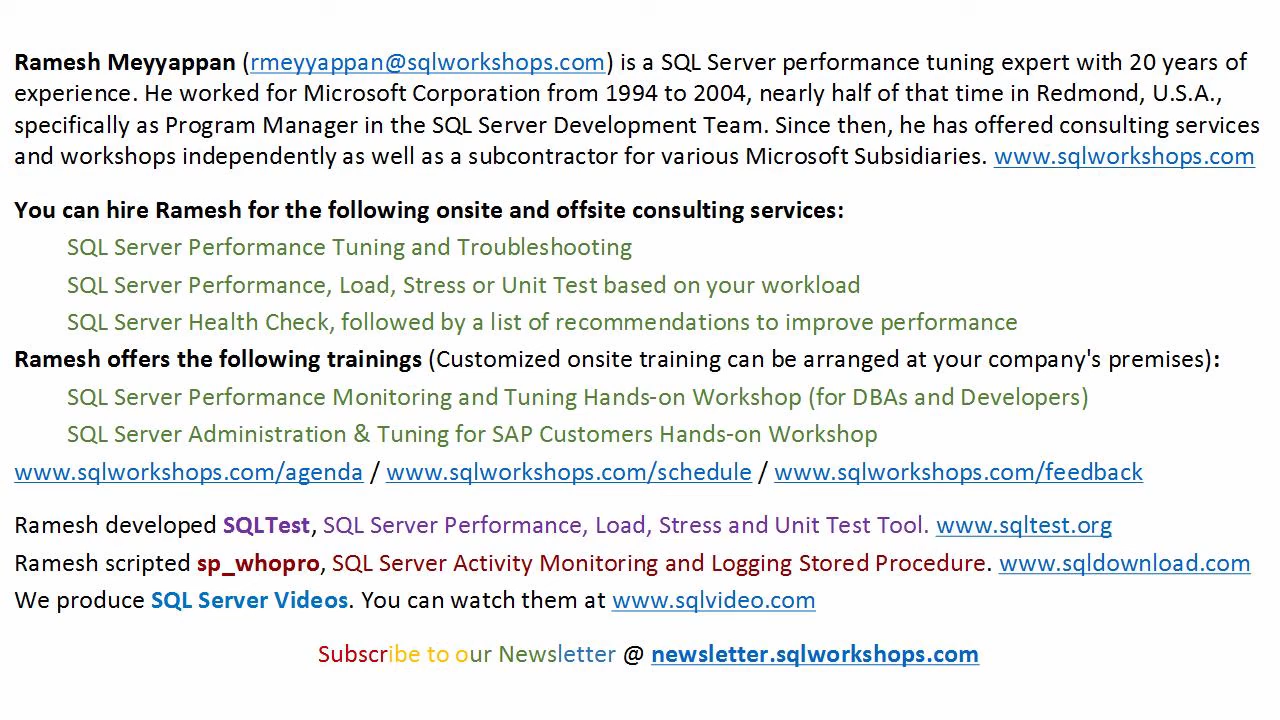 Ramesh Meyyappan (rmeyyappan@sqlworkshops.com) is a SQL Server performance tuning expert with 20 years of
experience. He worked for Microsoft Corporation from 1994 to 2004, nearly half of that time in Redmond, U.S.A.,
specifically as Program Manager in the SQL Server Development Team. Since then, he has offered consulting services
and workshops independently as well as a subcontractor for various Microsoft Subsidiaries. www.sqlworkshops.com
You can hire Ramesh for the following onsite and offsite consulting services:
SQL Server Performance Tuning and Troubleshooting
SQL Server Performance, Load, Stress or Unit Test based on your workload
SQL Server Health Check, followed by a list of recommendations to improve performance
Ramesh offers the following trainings (Customized onsite training can be arranged at your company's premises):
SQL Server Performance Monitoring and Tuning Hands-on Workshop (for DBAs and Developers)
SQL Server Administration & Tuning for SAP Customers Hands-on Workshop
www.sqlworkshops.com/agenda / www.sqlworkshops.com/schedule / www.sqlworkshops.com/feedback
Ramesh developed SQLTest, SQL Server Performance, Load, Stress and Unit Test Tool. www.sqltest.org
Ramesh scripted sp_whopro, SQL Server Activity Monitoring and Logging Stored Procedure. www.sqldownload.com
We produce SQL Server Videos. You can watch them at www.sqlvideo.com
Subscribe to our Newsletter @ newsletter.sqlworkshops.com